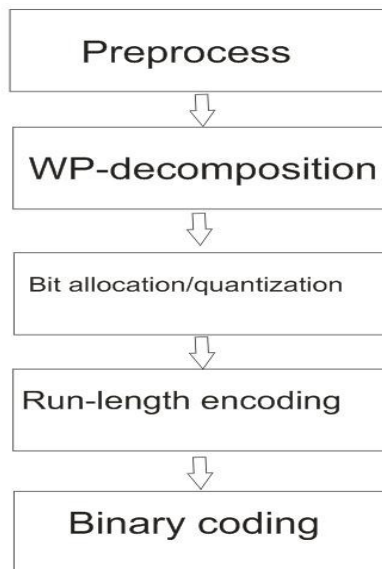 Preprocess
WP-decomposition
Bit allocation/quantization
Run-length encoding
Binary coding